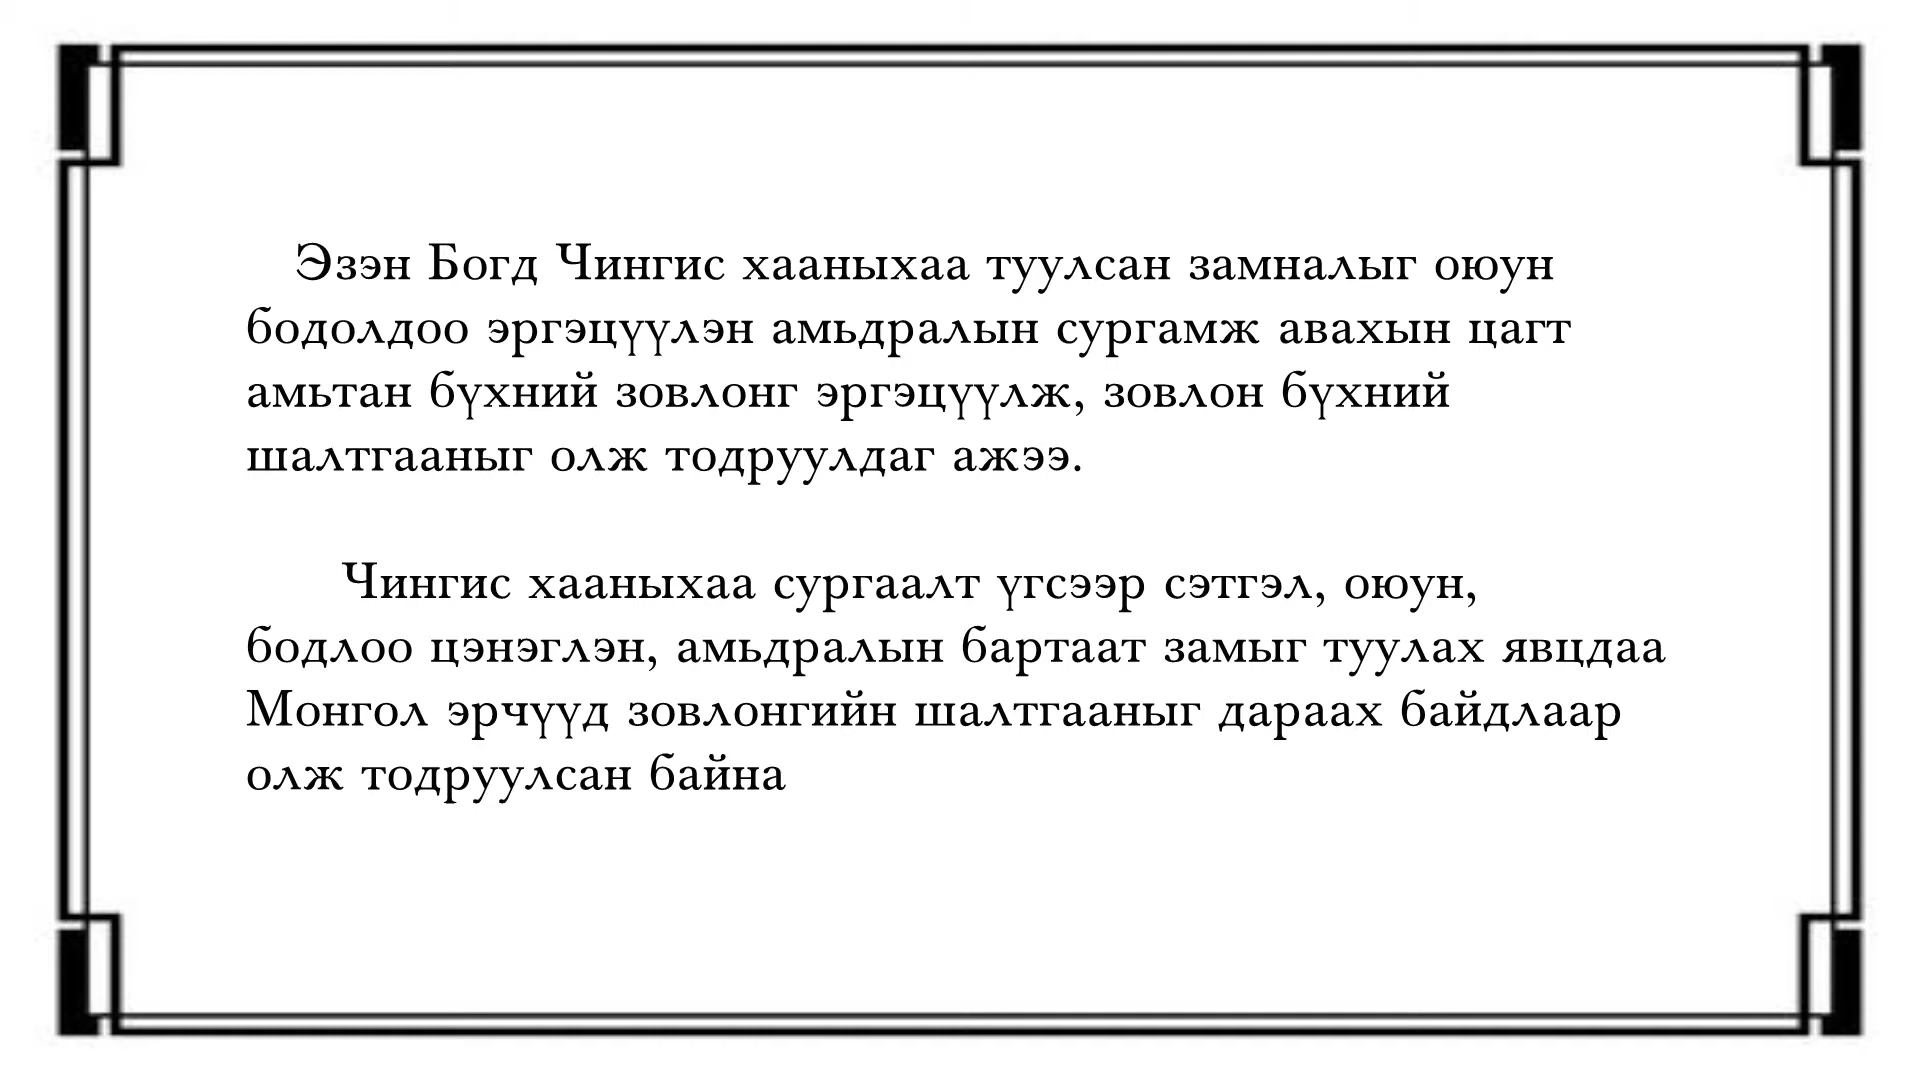 Эзэн Богд Чингис хааныхаа туулсан замналыг оюун
бодолдоо эргэцүүлэн амьдралын сургамж авахын цагт
амьтан бүхний зовлонг эргэцүүлж, зовлон бүхний
шалтгааныг олж тодруулдаг ажээ.
Чингис хааныхаа сургаалт үгсээр сэтгэл, оюун,
бодлоо цэнэглэн, амьдралын бартаат замыг туулах явцдаа
Монгол эрчүүд зовлонгийн шалтгааныг дараах байдлаар
олж тодруулсан байна